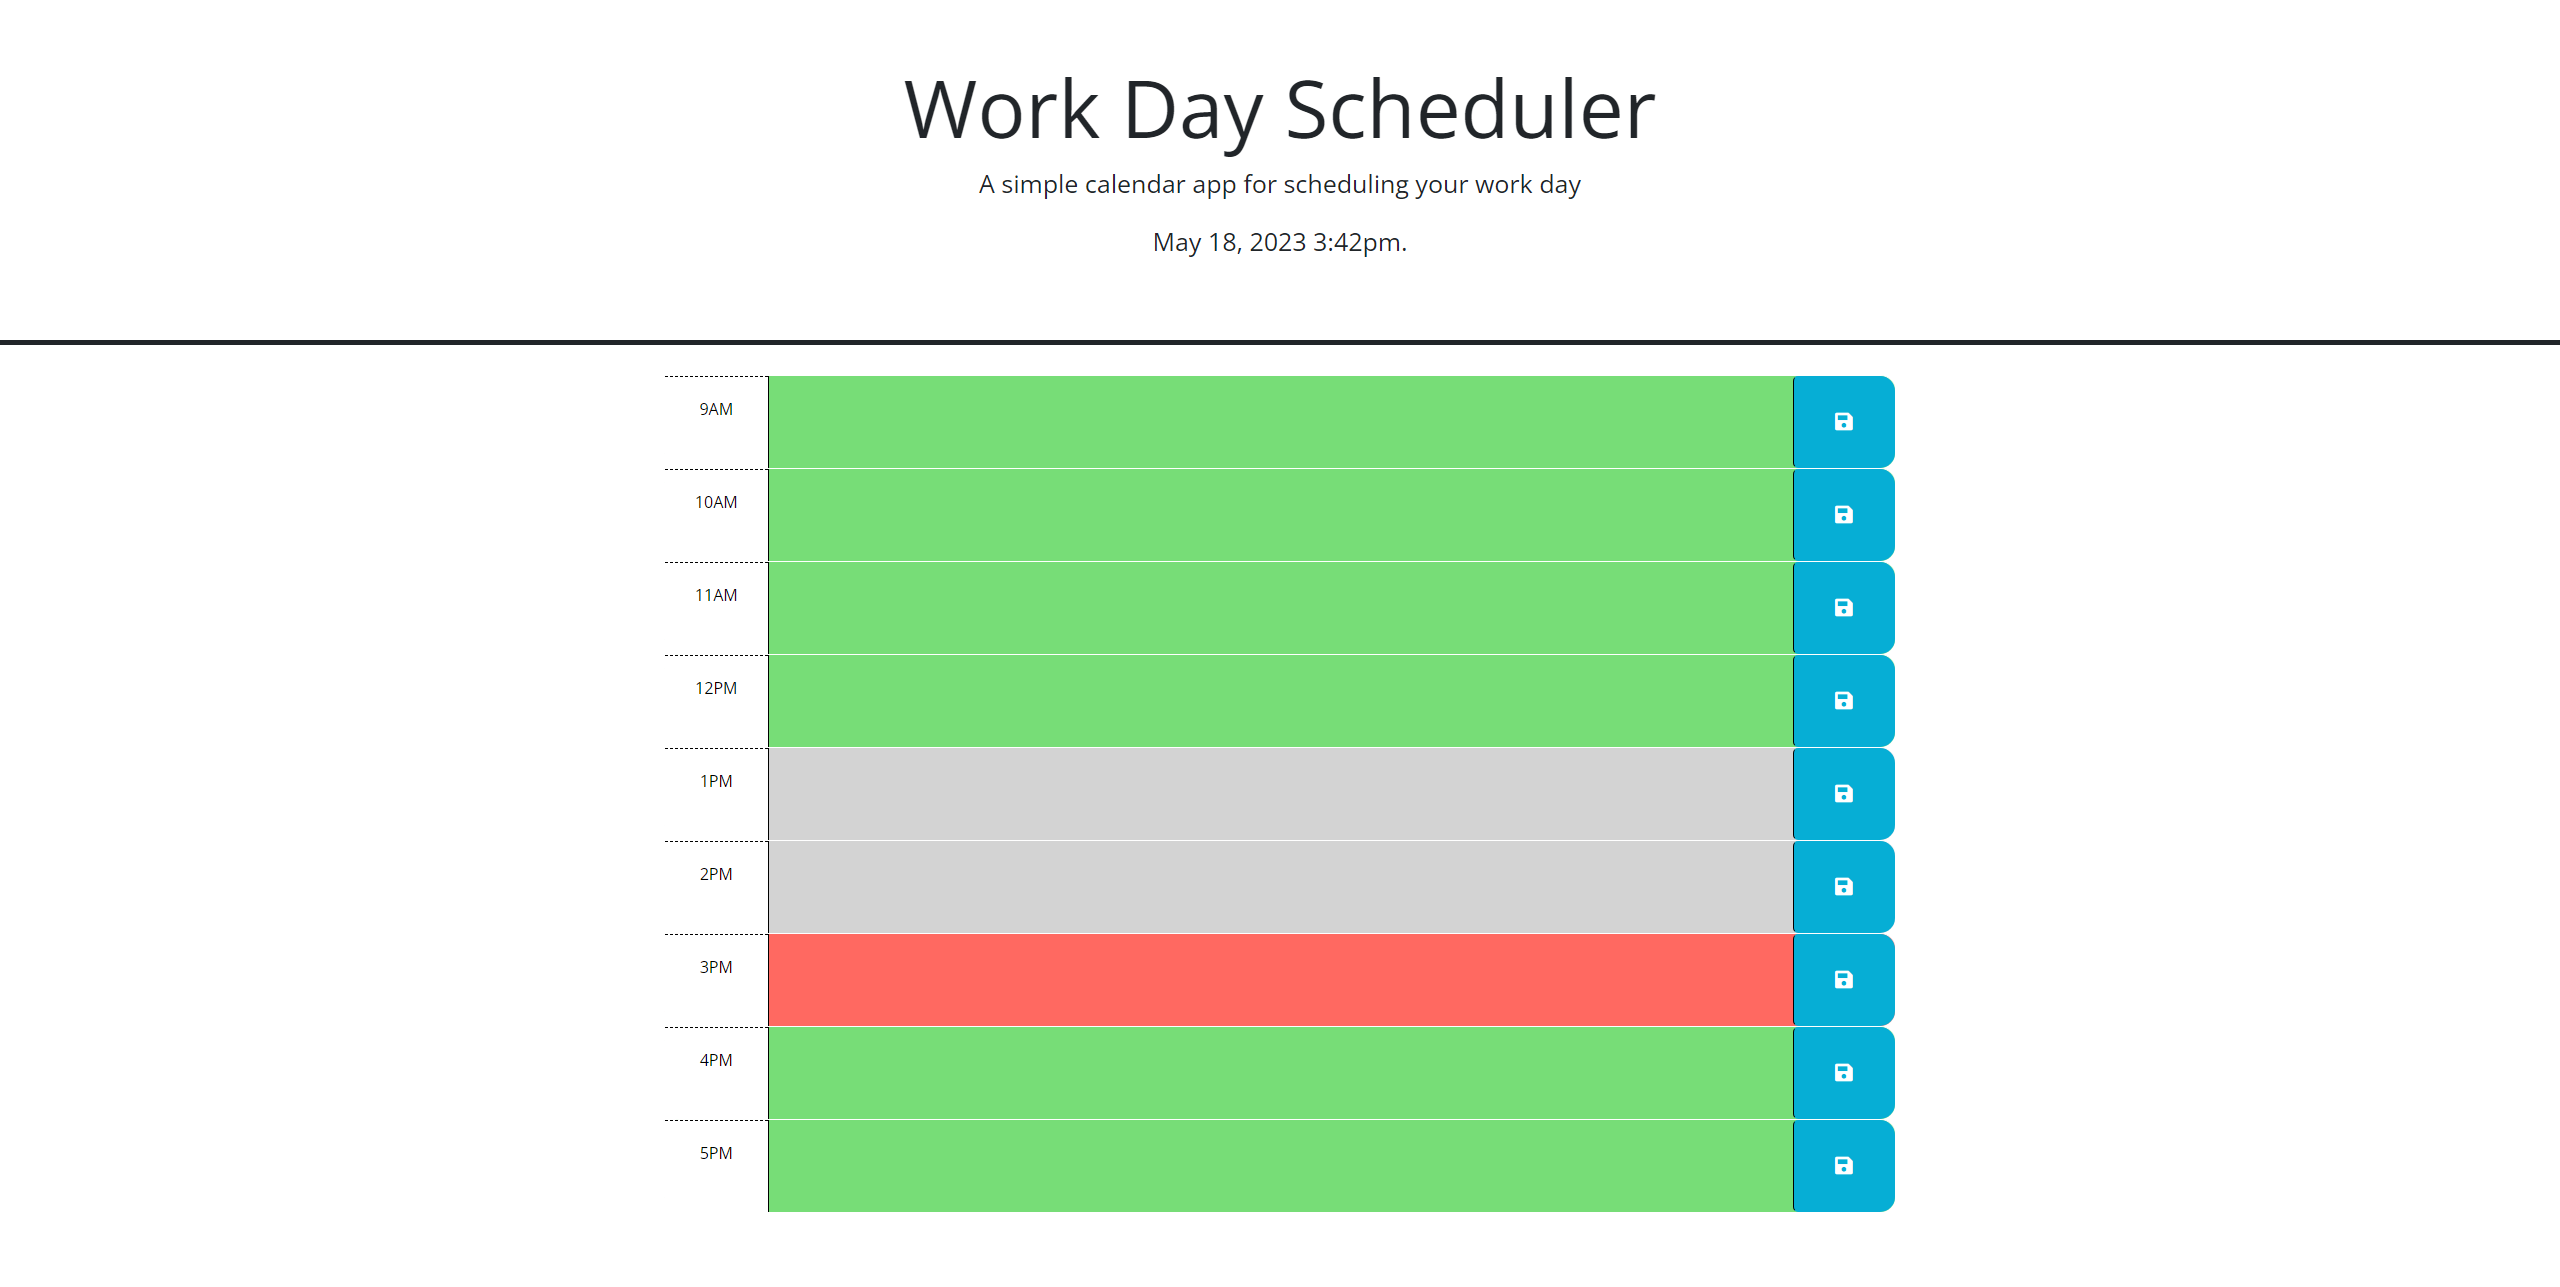 Work Day Scheduler
A simple calendar app for scheduling your work day
May 18, 2023 3:42pm.
9AM
10AM
11AM
12PM
1PM
2PM
3PM
4PM
5PM